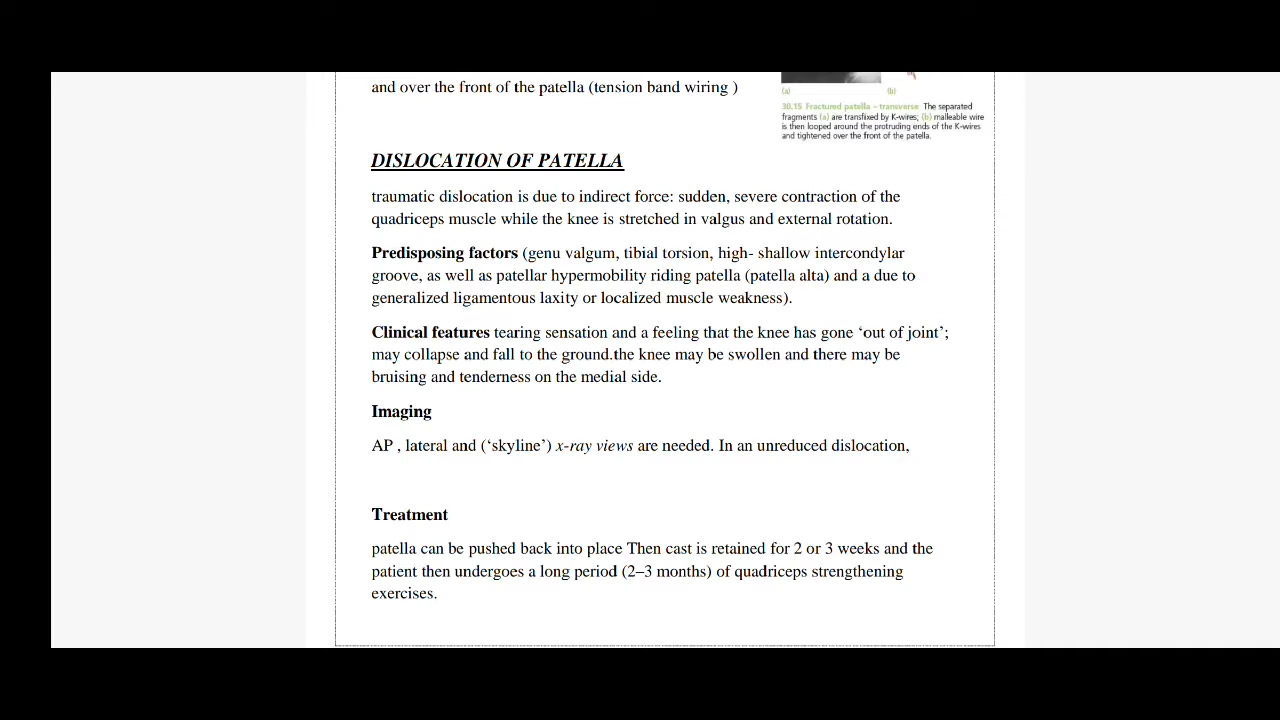 and over the front of the patella (tension band wiring )
(a) (b)
30.15 Fractured patella – transverse The separated
fragments (a) are transfixed by K-wires; (b) malleable wire
is then looped around the protruding ends of the K-wires
and tightened over the front of the patella.
DISLOCATION OF PATELLA
traumatic dislocation is due to indirect force: sudden, severe contraction of the
quadriceps muscle while the knee is stretched in valgus and external rotation.
Predisposing factors (genu valgum, tibial torsion, high- shallow intercondylar
groove, as well as patellar hypermobility riding patella (patella alta) and a due to
generalized ligamentous laxity or localized muscle weakness).
Clinical features tearing sensation and a feeling that the knee has gone ‘out of joint’;
may collapse and fall to the ground.the knee may be swollen and there may be
bruising and tenderness on the medial side.
Imaging
AP , lateral and (‘skyline’) x-ray views are needed. In an unreduced dislocation,
Treatment
patella can be pushed back into place Then cast is retained for 2 or 3 weeks and the
patient then undergoes a long period (2–3 months) of quadriceps strengthening
exercises.